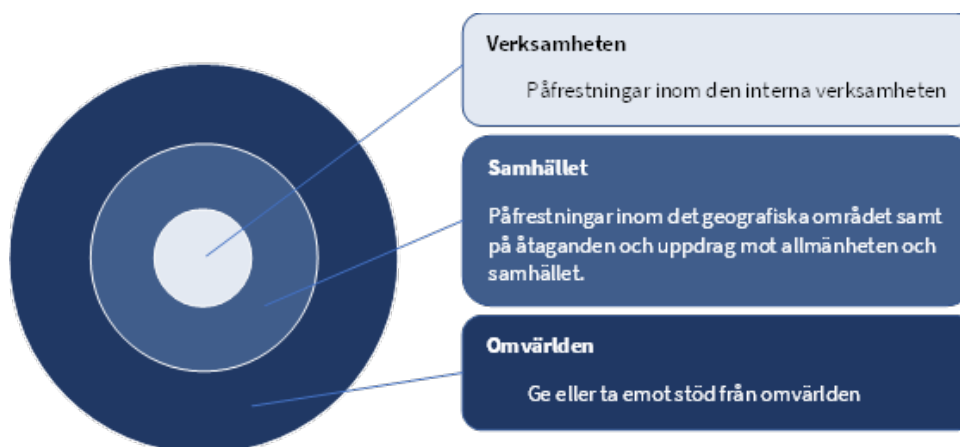 Verksamheten
Påfrestningar inom den interna verksamheten
Samhället
Påfrestningar inom det geografiska området samt
på åtaganden och uppdrag mot allmänheten och
samhället.
Omvärlden
Ge eller ta emot stöd från omvärlden